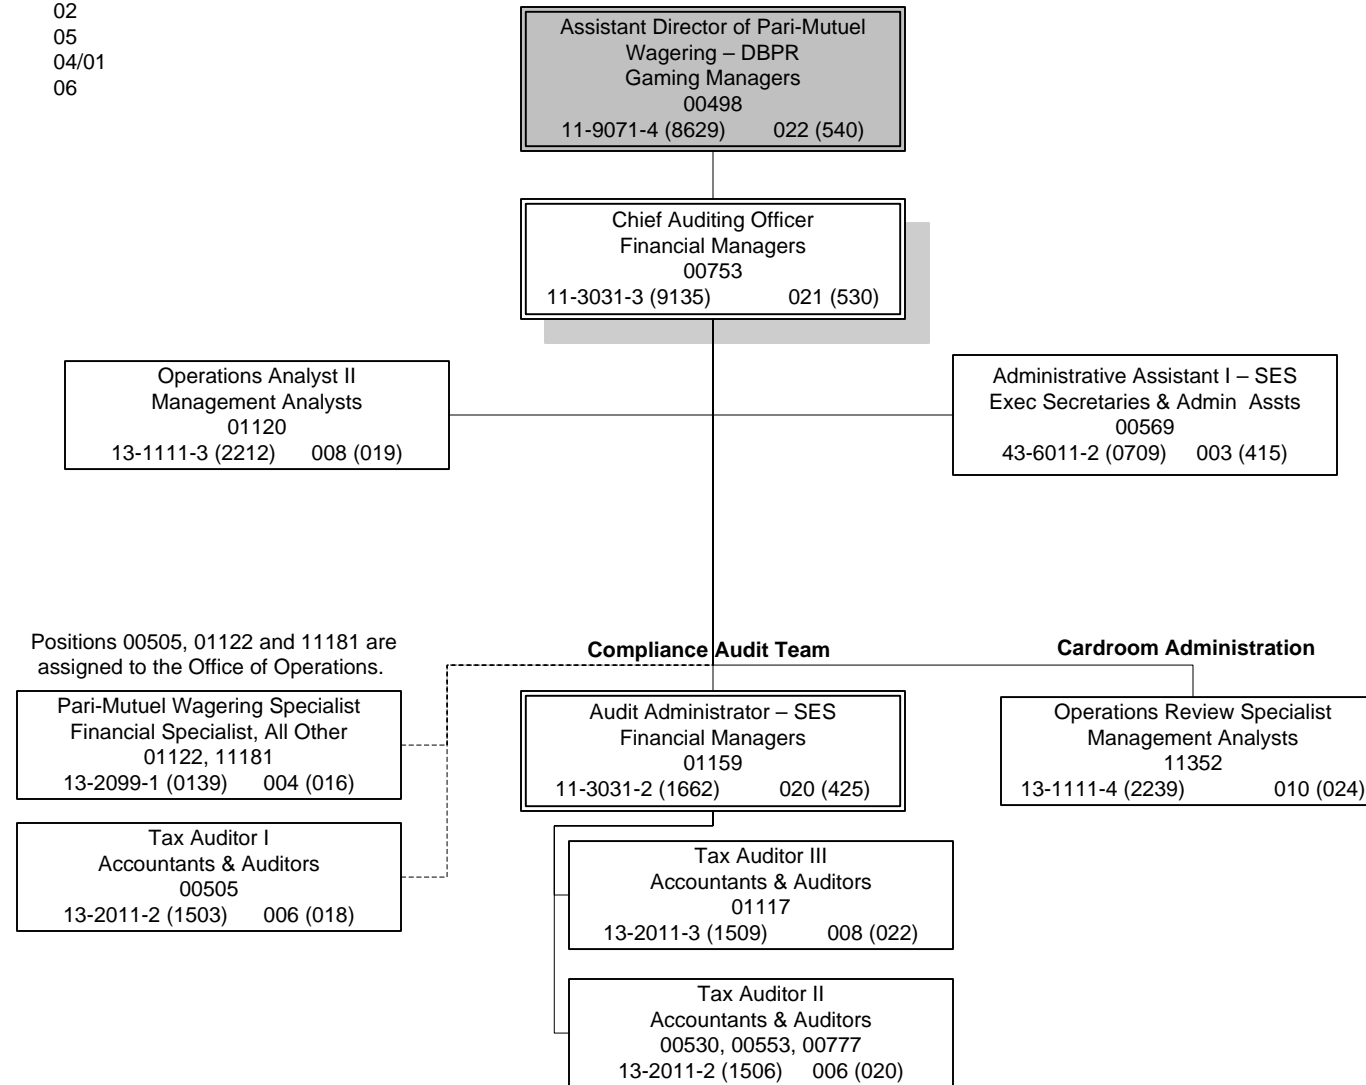 02
05
04/01
06
Assistant Director of Pari-Mutuel
Wagering – DBPR
Gaming Managers
00498
11-9071-4 (8629) 022 (540)
Chief Auditing Officer
Financial Managers
00753
11-3031-3 (9135) 021 (530)
Operations Analyst II
Management Analysts
01120
13-1111-3 (2212) 008 (019)
Administrative Assistant I – SES
Exec Secretaries & Admin Assts
00569
43-6011-2 (0709) 003 (415)
Positions 00505, 01122 and 11181 are
assigned to the Office of Operations.
Pari-Mutuel Wagering Specialist
Financial Specialist, All Other
01122, 11181
13-2099-1 (0139) 004 (016)
Tax Auditor I
Accountants & Auditors
00505
13-2011-2 (1503) 006 (018)
Compliance Audit Team
Audit Administrator – SES
Financial Managers
01159
11-3031-2 (1662) 020 (425)
Tax Auditor III
Accountants & Auditors
01117
13-2011-3 (1509) 008 (022)
Tax Auditor II
Accountants & Auditors
00530, 00553, 00777
13-2011-2 (1506) 006 (020)
Cardroom Administration
Operations Review Specialist
Management Analysts
11352
13-1111-4 (2239) 010 (024)